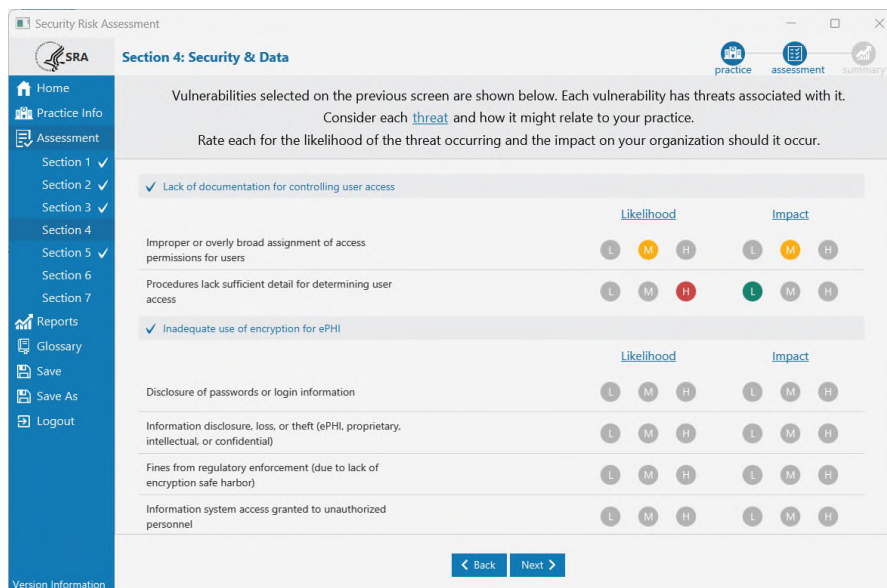 Security Risk Assessment
SRA
Section 4: Security & Data
practice
assessment
summary
Home
Practice Info
Assessment
Section 1
Section 2
Section 3
Section 4
Section 5
Section 6
Section 7
Reports
Glossary
Save
Save As
Logout
Version Information
Vulnerabilities selected on the previous screen are shown below. Each vulnerability has threats associated with it.
Consider each threat and how it might relate to your practice.
Rate each for the likelihood of the threat occurring and the impact on your organization should it occur.
Lack of documentation for controlling user access
Likelihood Impact
Improper or overly broad assignment of access
permissions for users
L M H L M H
Procedures lack sufficient detail for determining user
access
L M H L M H
Inadequate use of encryption for ePHI
Likelihood Impact
Disclosure of passwords or login information
L M H L M H
Information disclosure, loss, or theft (ePHI, proprietary,
intellectual, or confidential)
L M H L M H
Fines from regulatory enforcement (due to lack of
encryption safe harbor)
L M H L M H
Information system access granted to unauthorized
personnel
L M H L M H
Back Next